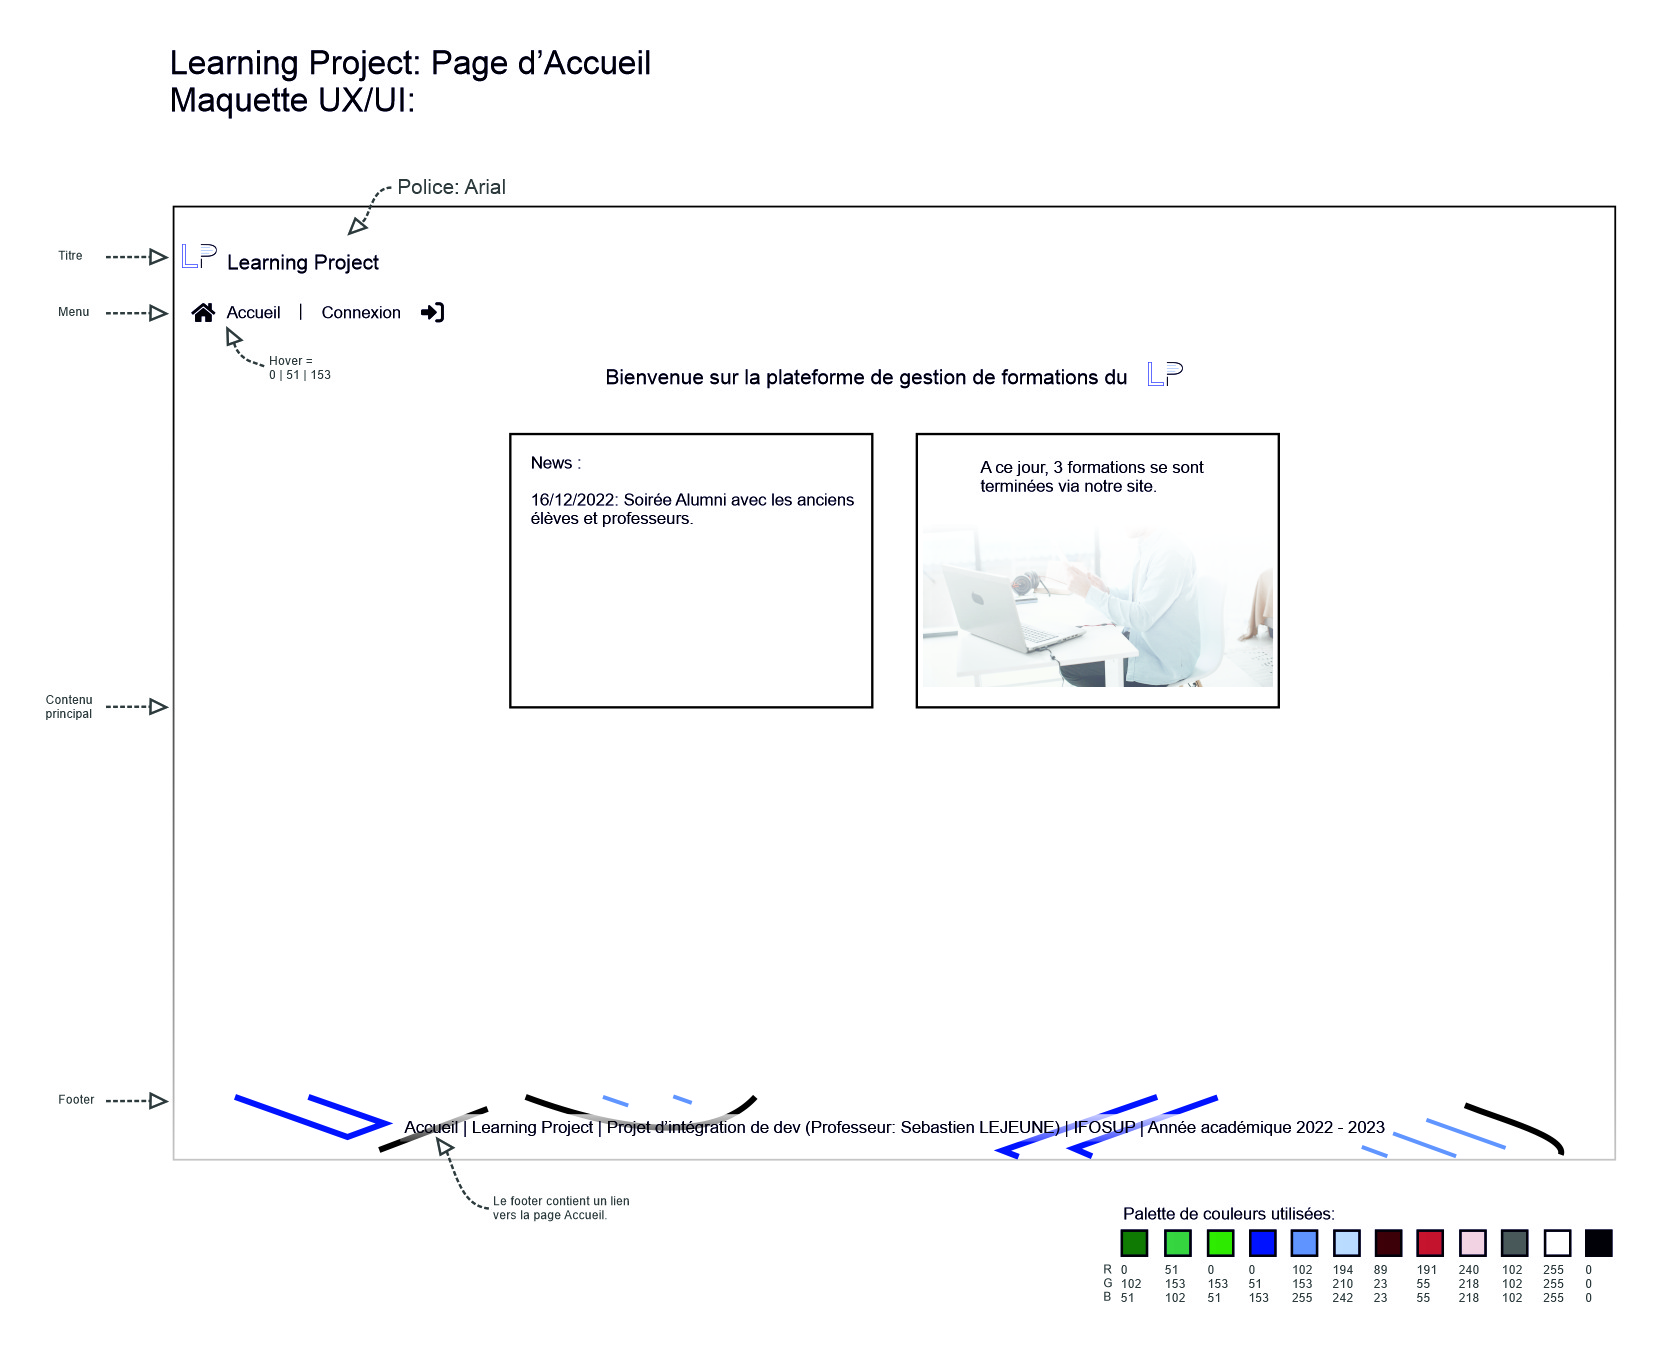 Learning Project: Page d’Accueil
Maquette UX/UI:
Police: Arial
Titre
LP
Learning Project
Menu
Accueil | Connexion
Hover =
0 | 51 | 153
Bienvenue sur la plateforme de gestion de formations du LP
News :
16/12/2022: Soirée Alumni avec les anciens
élèves et professeurs.
A ce jour, 3 formations se sont
terminées via notre site.
Contenu
principal
Footer
Accueil | Learning Project | Projet d’intégration de dev (Professeur: Sebastien LEJEUNE) | IFOSUP | Année académique 2022 - 2023
Le footer contient un lien
vers la page Accueil.
Palette de couleurs utilisées:
R 0 51 0 0 102 194 89 191 240 102 255 0
G 102 153 153 51 153 210 23 55 218 102 255 0
B 51 102 51 153 255 242 23 55 218 102 255 0